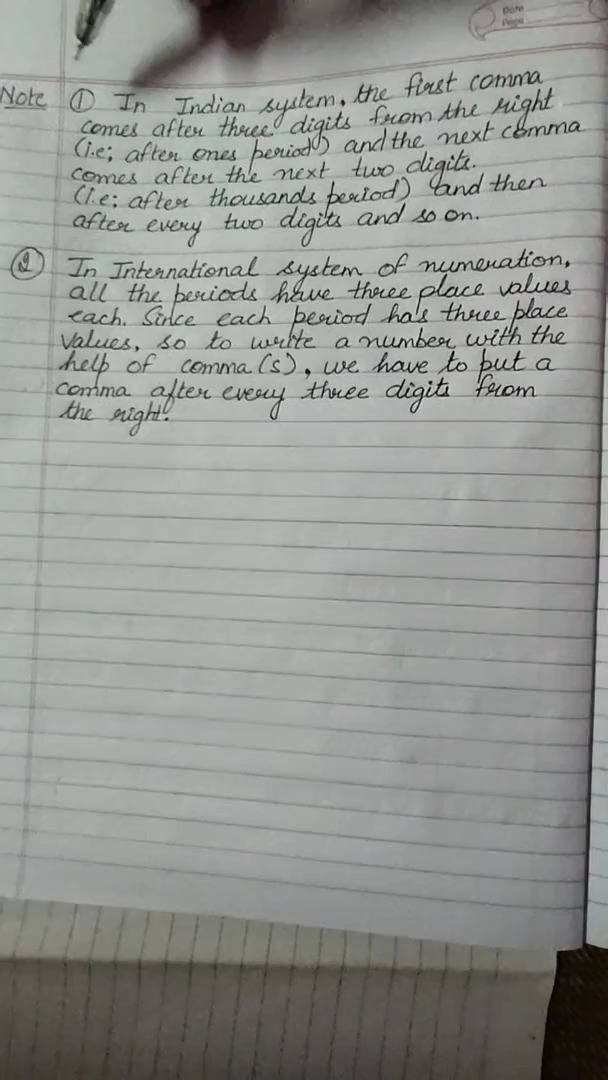 Date
Page
Note ① In Indian system, the first comma
comes after three digits from the right
(i.e; after ones period) and the next comma
comes after the next two digits.
(i.e; after thousands period) and then
after every two digits and so on.
② In International system of numeration,
all the periods have three place values
each. Since each period has three place
values, so to write a number with the
help of comma(s), we have to put a
comma after every three digits from
the right.